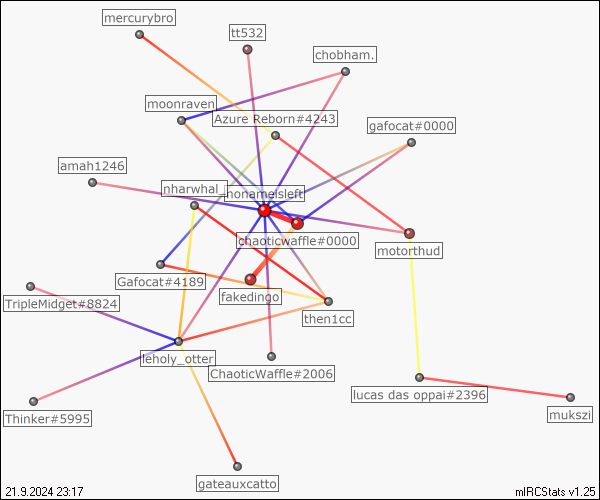 mercurybro
tt532
chobham.
moonraven
Azure Reborn#4243
gafocat#0000
amah1246
nharwhal_
nonameisleft
chaoticwaffle#0000
motorthud
Gafocat#4189
TripleMidget#8824
fakedingo
then1cc
leholy_otter
ChaoticWaffle#2006
lucas das oppai#2396
Thinker#5995
mukszi
gateauxcatto
21.9.2024 23:17
mIRCStats v1.25